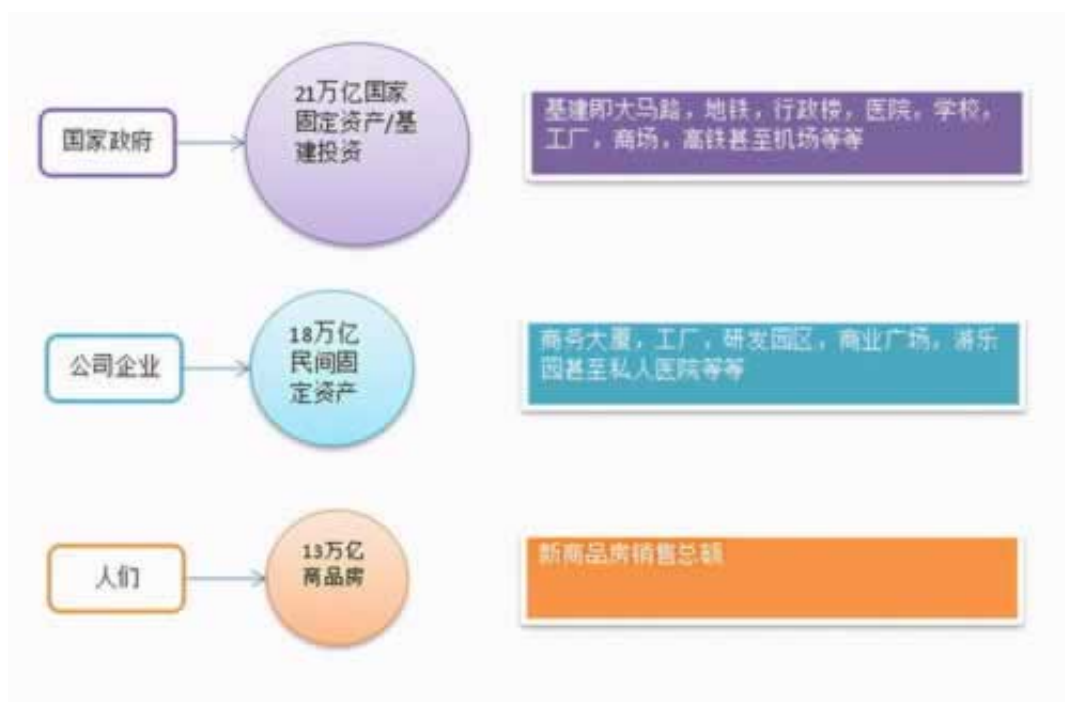 国家政府
21万亿国家
固定资产/基
建投资
基建即大马路，地铁，行政楼，医院，学校，
工厂，商场，高铁甚至机场等等
公司企业
18万亿
民间固
定资产
商务大厦，工厂，研发园区，商业广场，游乐
园甚至私人医院等等
人们
13万亿
商品房
新商品房销售总额